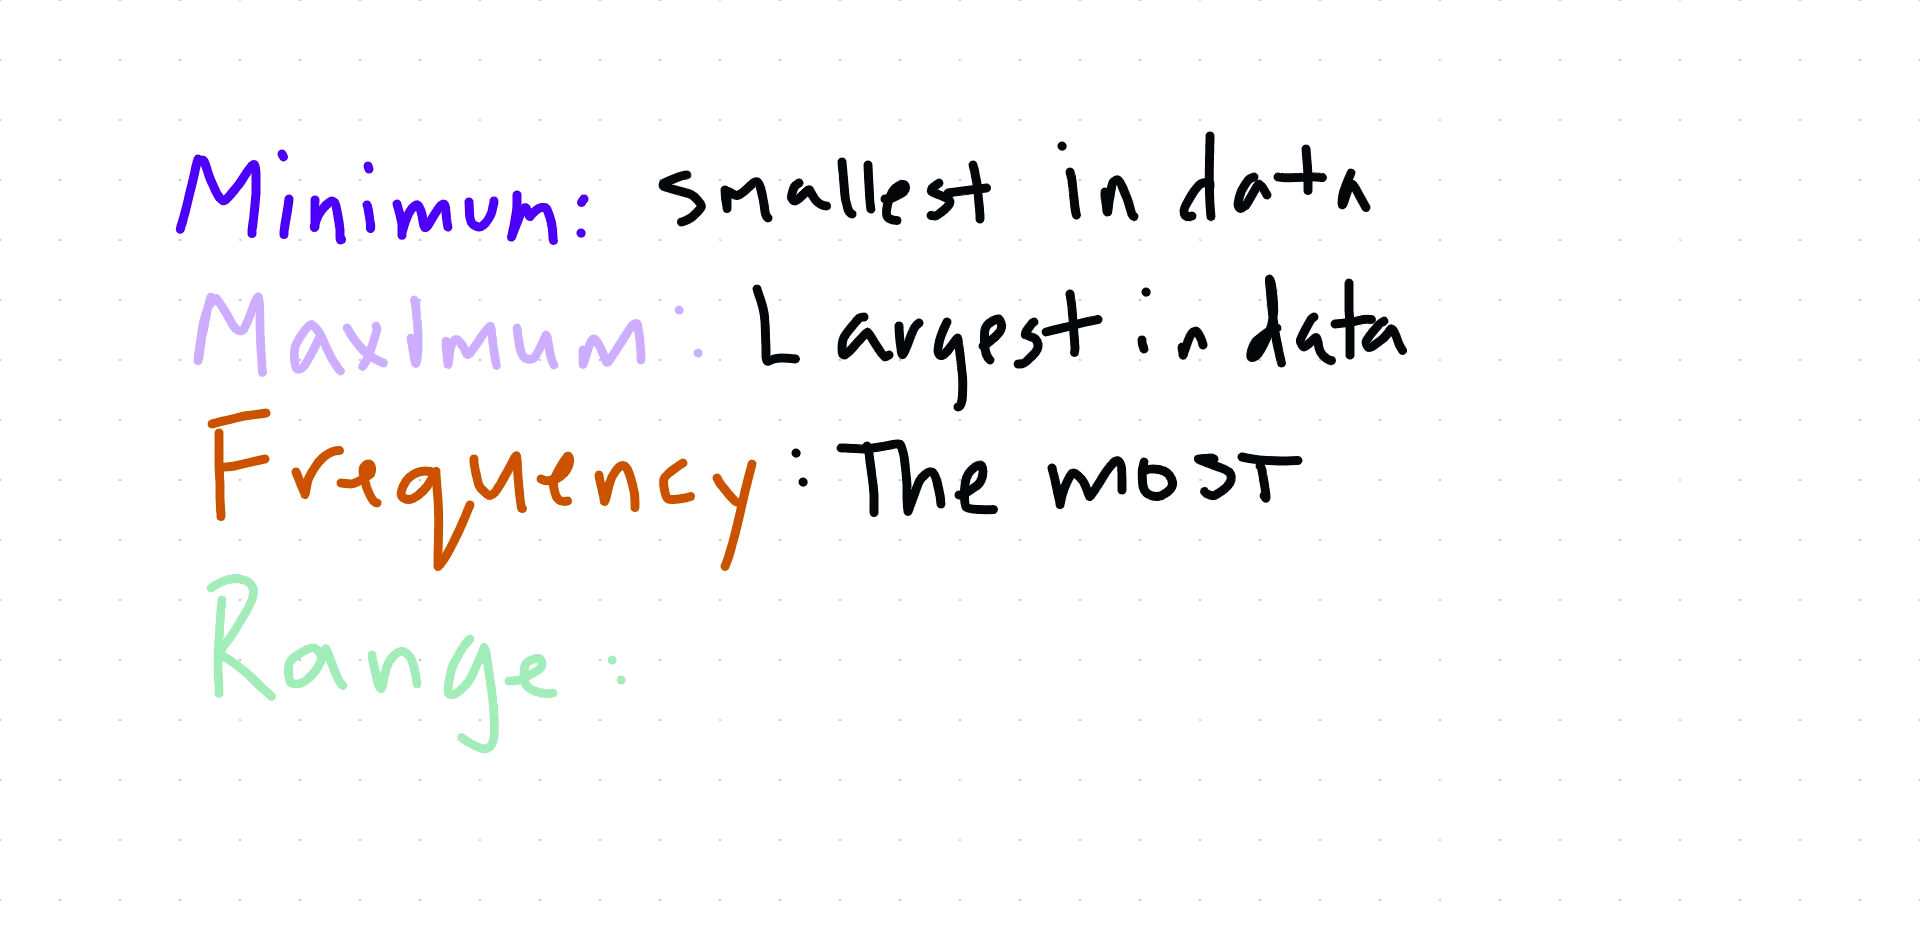 Minimum: smallest in data
Maximum: Largest in data
Frequency: The most
Range: